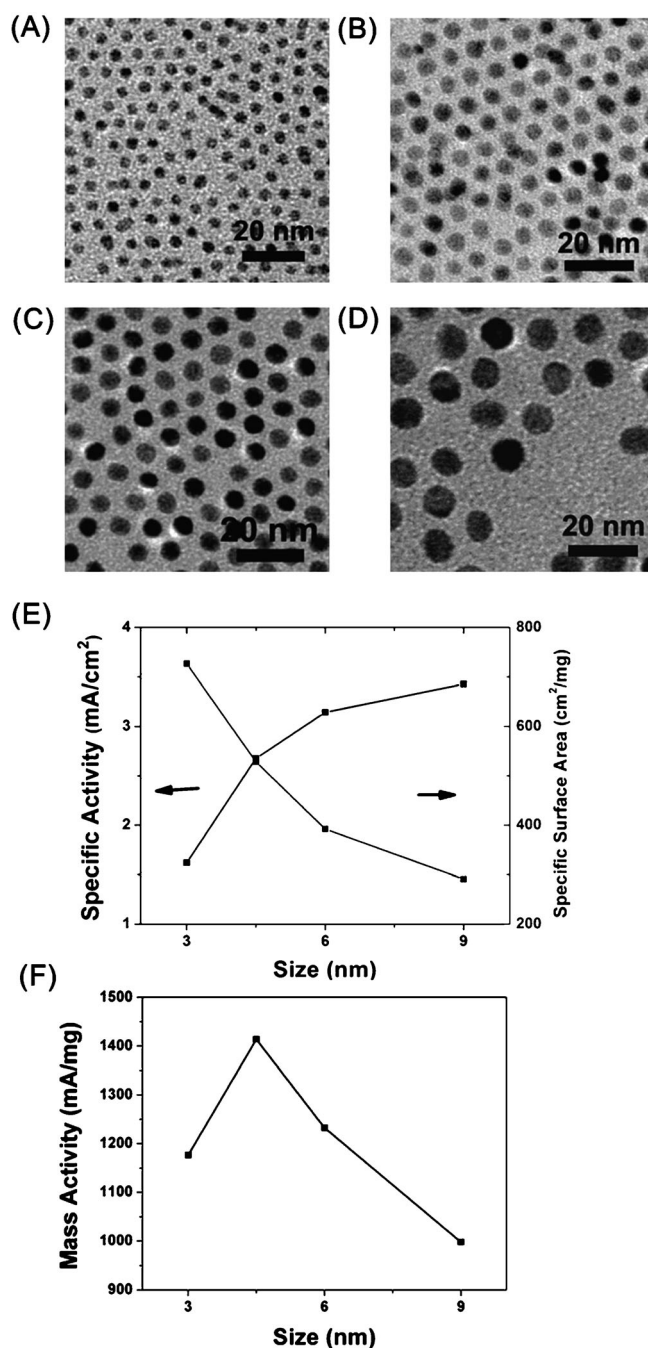 (A)
20 nm
(B)
20 nm
(C)
20 nm
(D)
20 nm
(E)
Specific Activity (mA/cm²)
4
3
2
1
800
600
400
200
Specific Surface Area (cm²/mg)
3
6
9
Size (nm)
(F)
Mass Activity (mA/mg)
1500
1400
1300
1200
1100
1000
900
3
6
9
Size (nm)